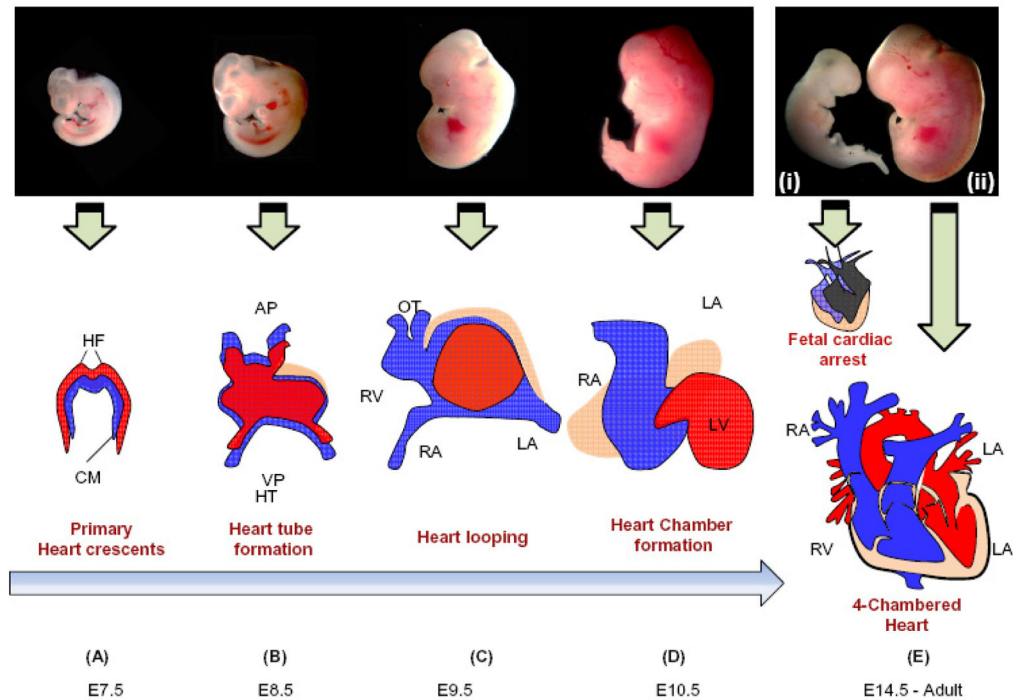 (i)
(ii)
AP
OT
LA
Fetal cardiac
arrest
HF
RA
RV
RA
LA
LV
RA
LA
CM
VP
HT
Primary
Heart crescents
Heart tube
formation
Heart looping
Heart Chamber
formation
RV
LA
4-Chambered
Heart
(A)
(B)
(C)
(D)
(E)
E7.5
E8.5
E9.5
E10.5
E14.5 - Adult